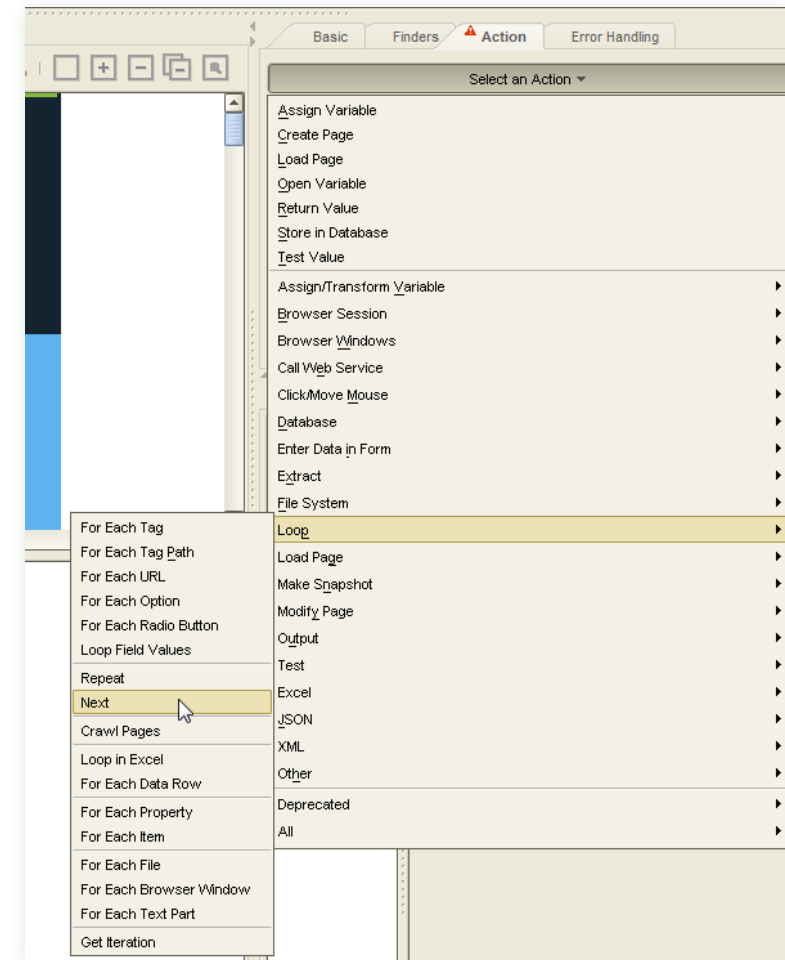 Basic
Finders
Action
Error Handling
Select an Action
Assign Variable
Create Page
Load Page
Open Variable
Return Value
Store in Database
Test Value
Assign/Transform Variable
Browser Session
Browser Windows
Call Web Service
Click/Move Mouse
Database
Enter Data in Form
Extract
File System
Loop
Load Page
Make Snapshot
Modify Page
Output
Test
Excel
JSON
XML
Other
Deprecated
All
For Each Tag
For Each Tag Path
For Each URL
For Each Option
For Each Radio Button
Loop Field Values
Repeat
Next
Crawl Pages
Loop in Excel
For Each Data Row
For Each Property
For Each Item
For Each File
For Each Browser Window
For Each Text Part
Get Iteration